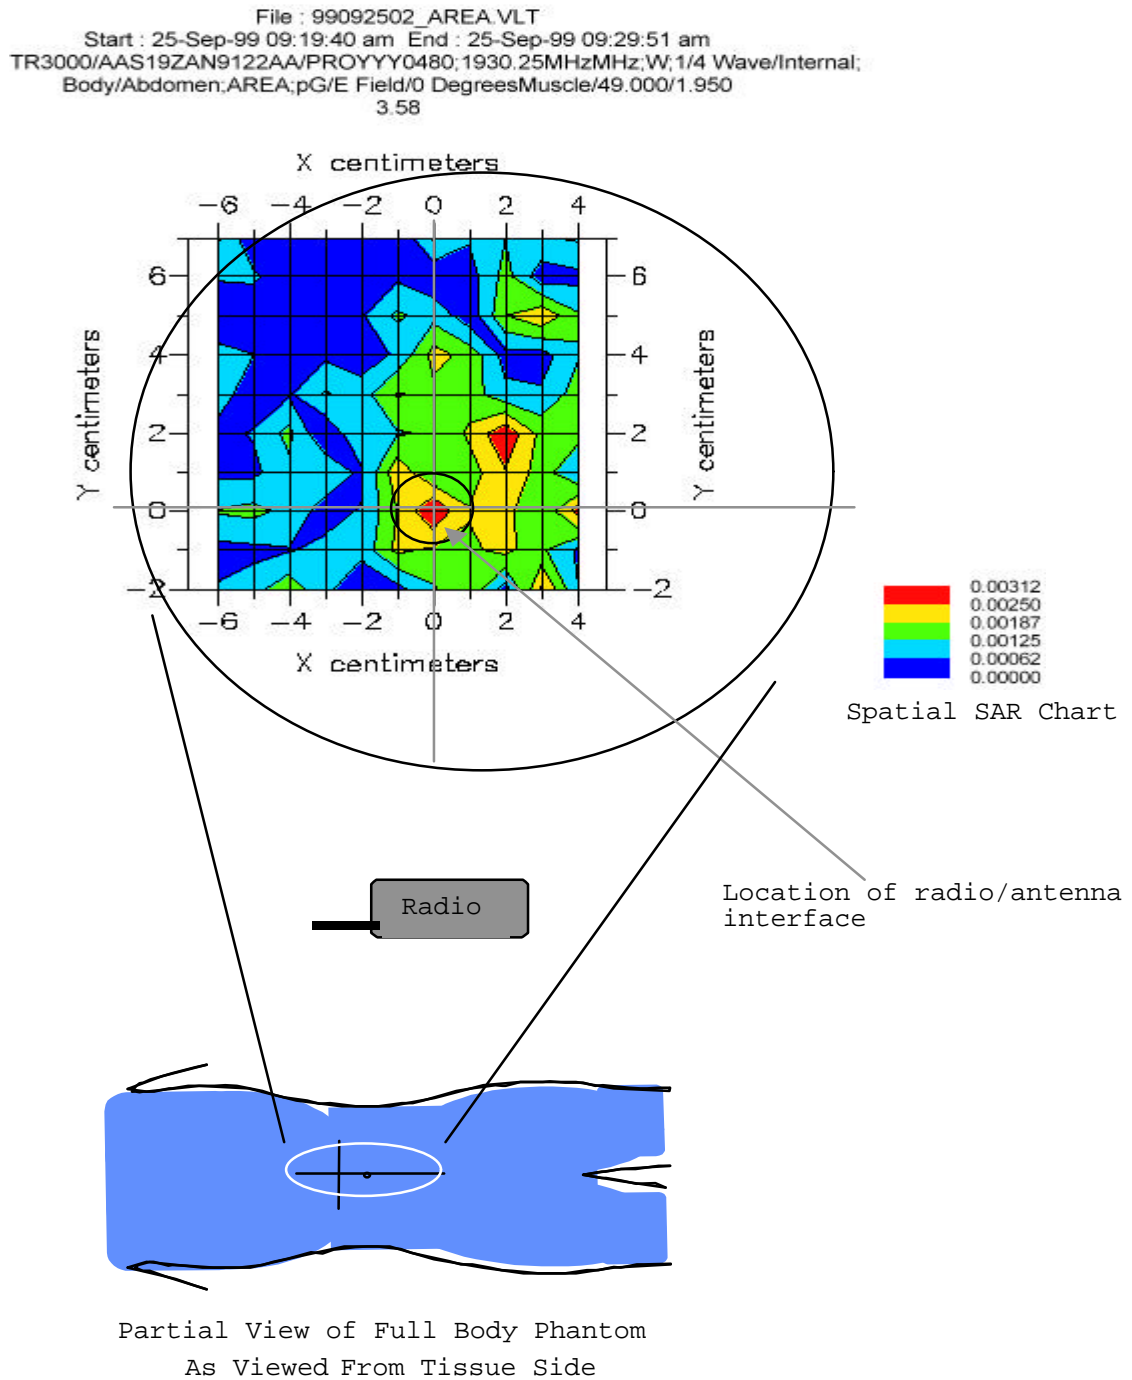 File : 99092502_AREA.VLT
Start : 25-Sep-99 09:19:40 am End : 25-Sep-99 09:29:51 am
TR3000/AAS19ZAN9122AA/PROYYY0480;1930.25MHzMHz;W;1/4 Wave/Internal;
Body/Abdomen;AREA;pG/E Field/0 DegreesMuscle/49.000/1.950
3.58
X centimeters
-6 -4 -2 0 2 4
6 6
4 4
Y centimeters
Y centimeters
2 2
0 0
-2 -2
-6 -4 -2 0 2 4
X centimeters
0.00312
0.00250
0.00187
0.00125
0.00062
0.00000
Spatial SAR Chart
Radio
Location of radio/antenna
interface
Partial View of Full Body Phantom
As Viewed From Tissue Side